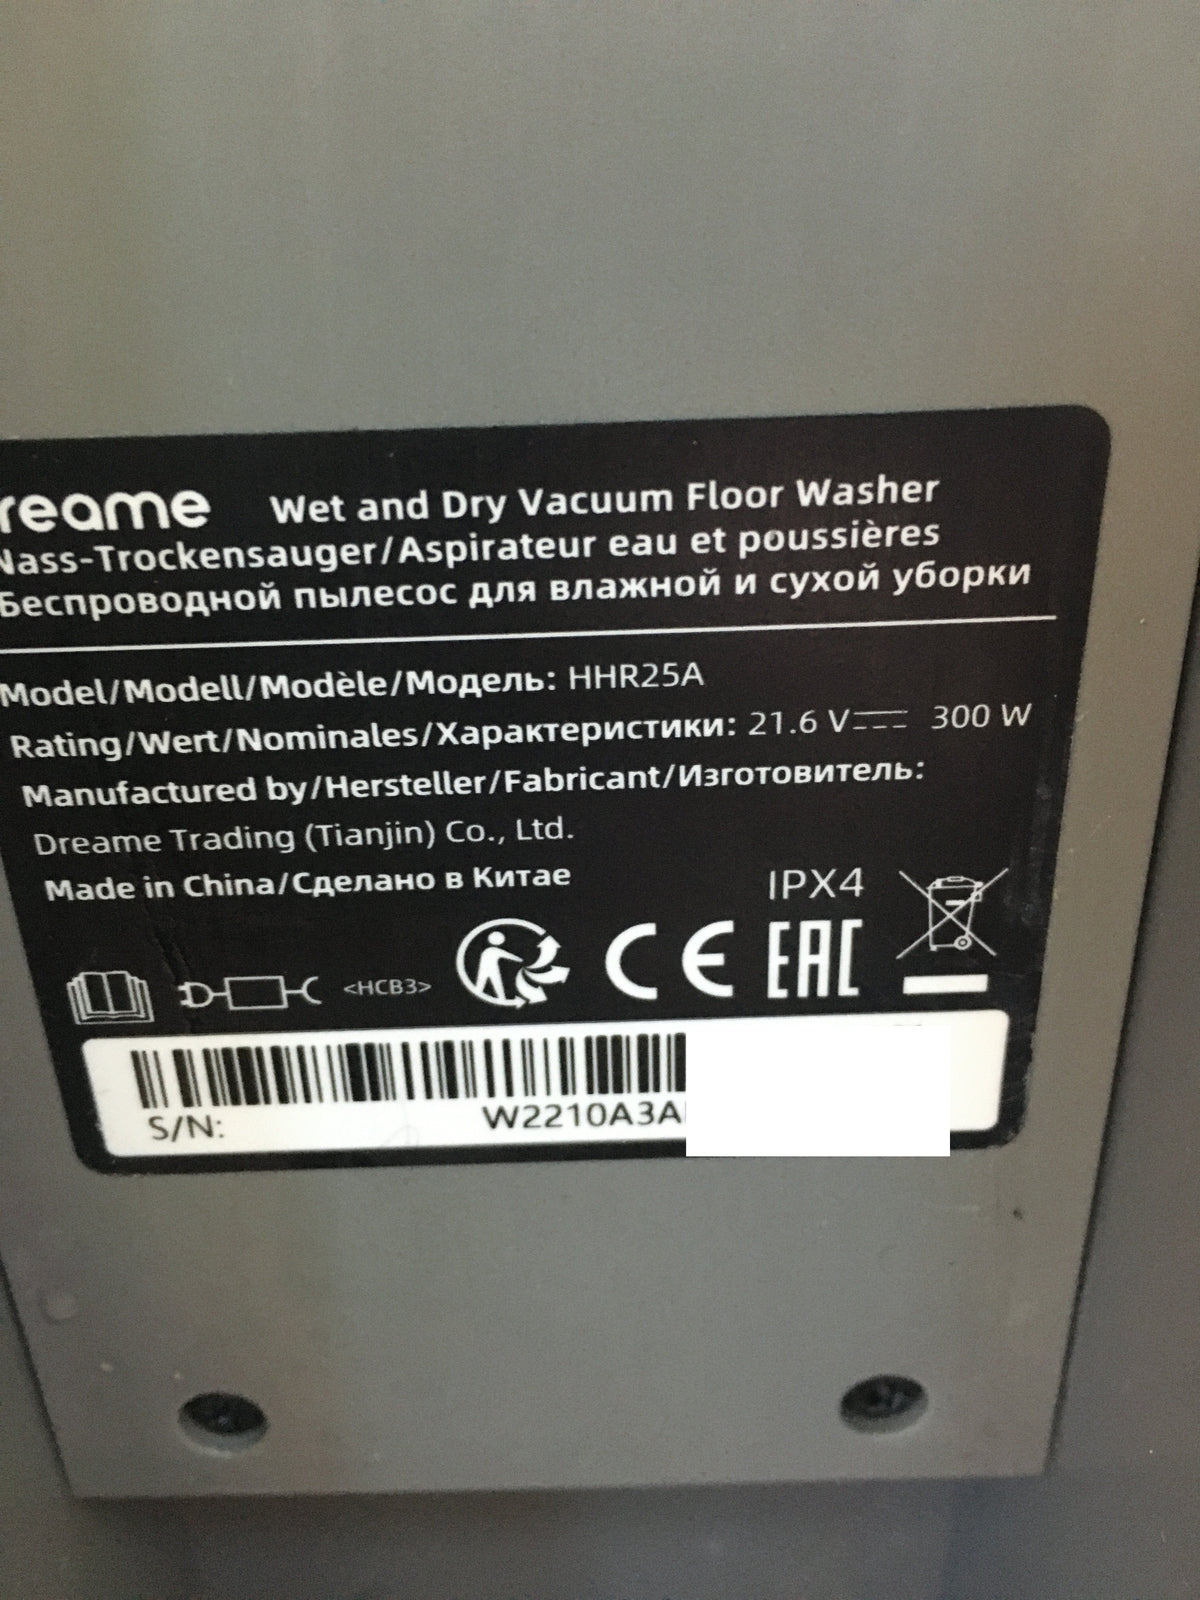 reame Wet and Dry Vacuum Floor Washer
Nass-Trockensauger/Aspirateur eau et poussières
Беспроводной пылесос для влажной и сухой уборки
Model/Modell/Modèle/Модель: HHR25A
Rating/Wert/Nominales/Характеристики: 21.6 V⎓ 300 W
Manufactured by/Hersteller/Fabricant/Изготовитель:
Dreame Trading (Tianjin) Co., Ltd.
Made in China/Сделано в Китае
IPX4
<HCB3> CE EAC
S/N: W2210A3A